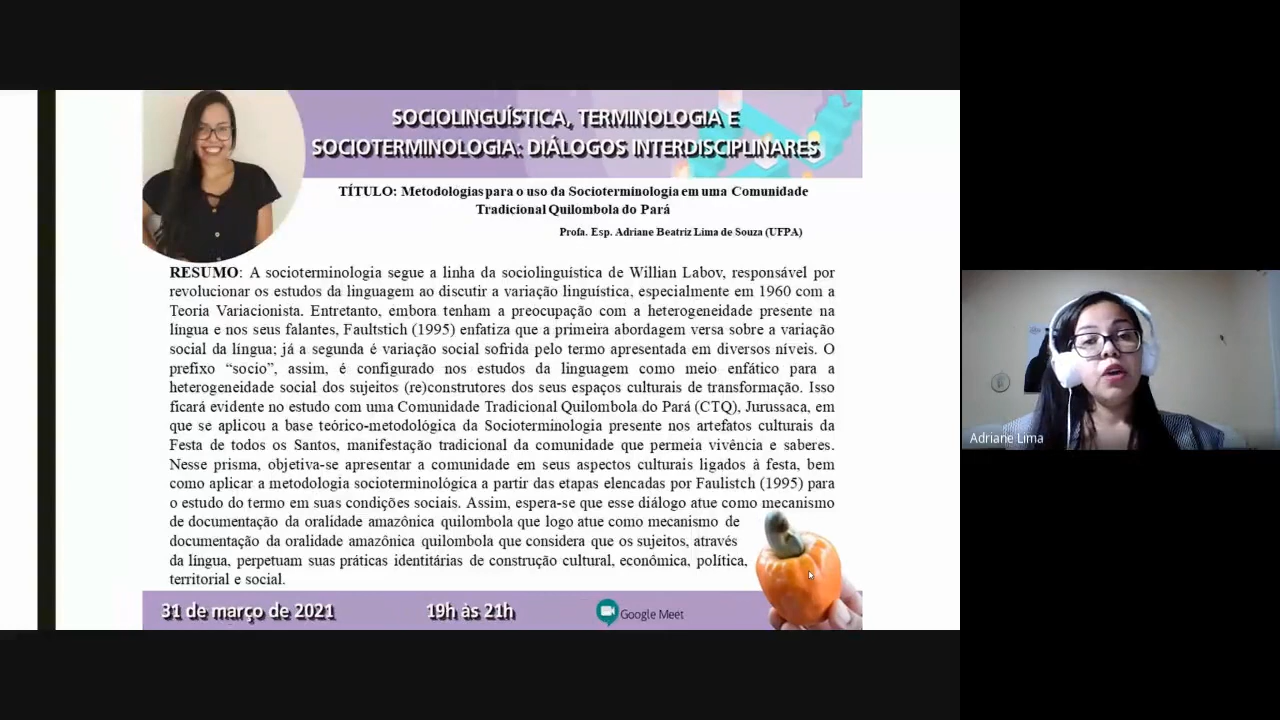 SOCIOLINGUÍSTICA, TERMINOLOGIA E
SOCIOTERMINOLOGIA: DIÁLOGOS INTERDISCIPLINARES
TÍTULO: Metodologias para o uso da Socioterminologia em uma Comunidade
Tradicional Quilombola do Pará
Profa. Esp. Adriane Beatriz Lima de Souza (UFPA)
RESUMO: A socioterminologia segue a linha da sociolinguística de Willian Labov, responsável por
revolucionar os estudos da linguagem ao discutir a variação linguística, especialmente em 1960 com a
Teoria Variacionista. Entretanto, embora tenham a preocupação com a heterogeneidade presente na
língua e nos seus falantes, Faultstich (1995) enfatiza que a primeira abordagem versa sobre a variação
social da língua; já a segunda é variação social sofrida pelo termo apresentada em diversos níveis. O
prefixo “socio”, assim, é configurado nos estudos da linguagem como meio enfático para a
heterogeneidade social dos sujeitos (re)construtores dos seus espaços culturais de transformação. Isso
ficará evidente no estudo com uma Comunidade Tradicional Quilombola do Pará (CTQ), Jurussaca, em
que se aplicou a base teórico-metodológica da Socioterminologia presente nos artefatos culturais da
Festa de todos os Santos, manifestação tradicional da comunidade que permeia vivência e saberes.
Nesse prisma, objetiva-se apresentar a comunidade em seus aspectos culturais ligados à festa, bem
como aplicar a metodologia socioterminológica a partir das etapas elencadas por Faulistch (1995) para
o estudo do termo em suas condições sociais. Assim, espera-se que esse diálogo atue como mecanismo
de documentação da oralidade amazônica quilombola que logo atue como mecanismo de
documentação da oralidade amazônica quilombola que considera que os sujeitos, através
da língua, perpetuam suas práticas identitárias de construção cultural, econômica, política,
territorial e social.
31 de março de 2021
19h às 21h
Google Meet
Adriane Lima